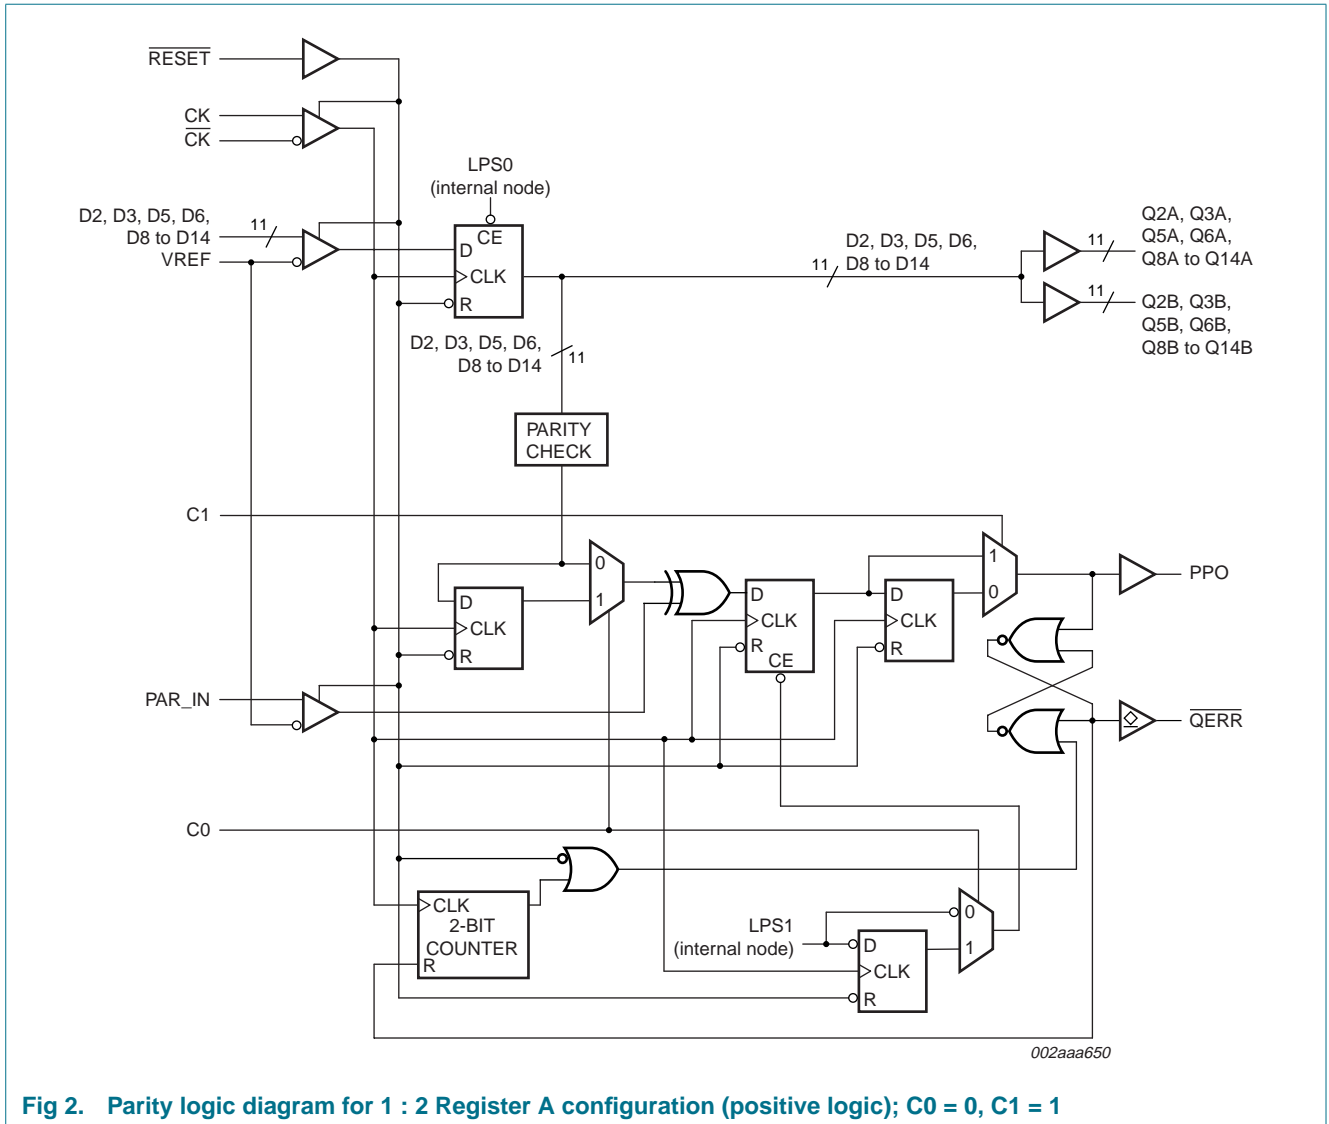 RESET
CK
CK
LPS0
(internal node)
D2, D3, D5, D6,
D8 to D14
VREF
11
CE
D
CLK
R
D2, D3, D5, D6,
D8 to D14
11
11
Q2A, Q3A,
Q5A, Q6A,
Q8A to Q14A
11
Q2B, Q3B,
Q5B, Q6B,
Q8B to Q14B
D2, D3, D5, D6,
D8 to D14
11
PARITY
CHECK
C1
0
1
D
CLK
R
D
CLK
R
CE
D
CLK
R
1
0
PPO
PAR_IN
QERR
C0
CLK
2-BIT
COUNTER
R
LPS1
(internal node)
D
CLK
R
0
1
002aaa650
Fig 2. Parity logic diagram for 1 : 2 Register A configuration (positive logic); C0 = 0, C1 = 1